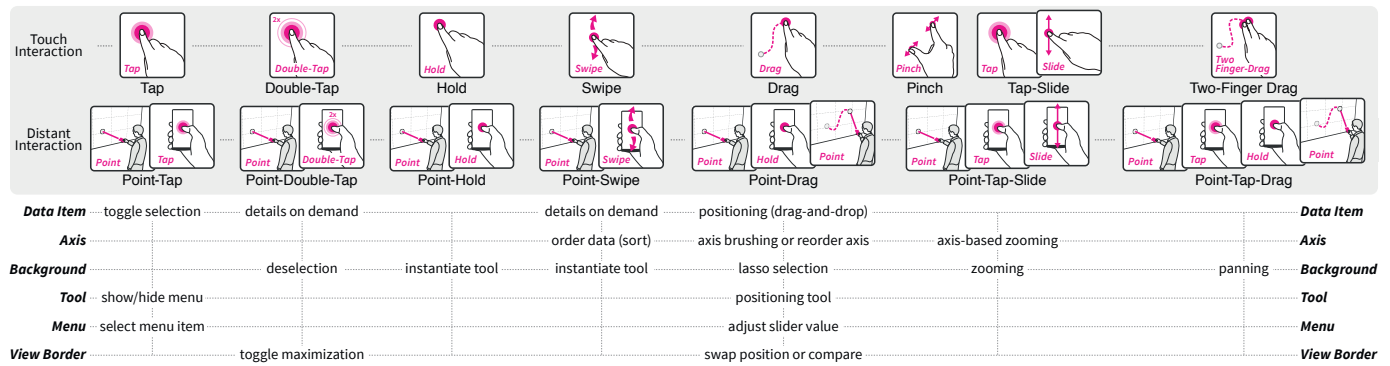 Touch
Interaction
Tap
2x
Double-Tap
Hold
Swipe
Drag
Pinch
Tap
Slide
Two
Finger-Drag
Tap
Double-Tap
Hold
Swipe
Drag
Pinch
Tap-Slide
Two-Finger Drag
Distant
Interaction
Point
Tap
Point
2x
Double-Tap
Point
Hold
Point
Swipe
Point
Hold
Point
Point
Tap
Slide
Point
Tap
Hold
Point
Point-Tap
Point-Double-Tap
Point-Hold
Point-Swipe
Point-Drag
Point-Tap-Slide
Point-Tap-Drag
Data Item toggle selection details on demand details on demand positioning (drag-and-drop) Data Item
Axis order data (sort) axis brushing or reorder axis axis-based zooming Axis
Background deselection instantiate tool instantiate tool lasso selection zooming panning Background
Tool show/hide menu positioning tool Tool
Menu select menu item adjust slider value Menu
View Border toggle maximization swap position or compare View Border